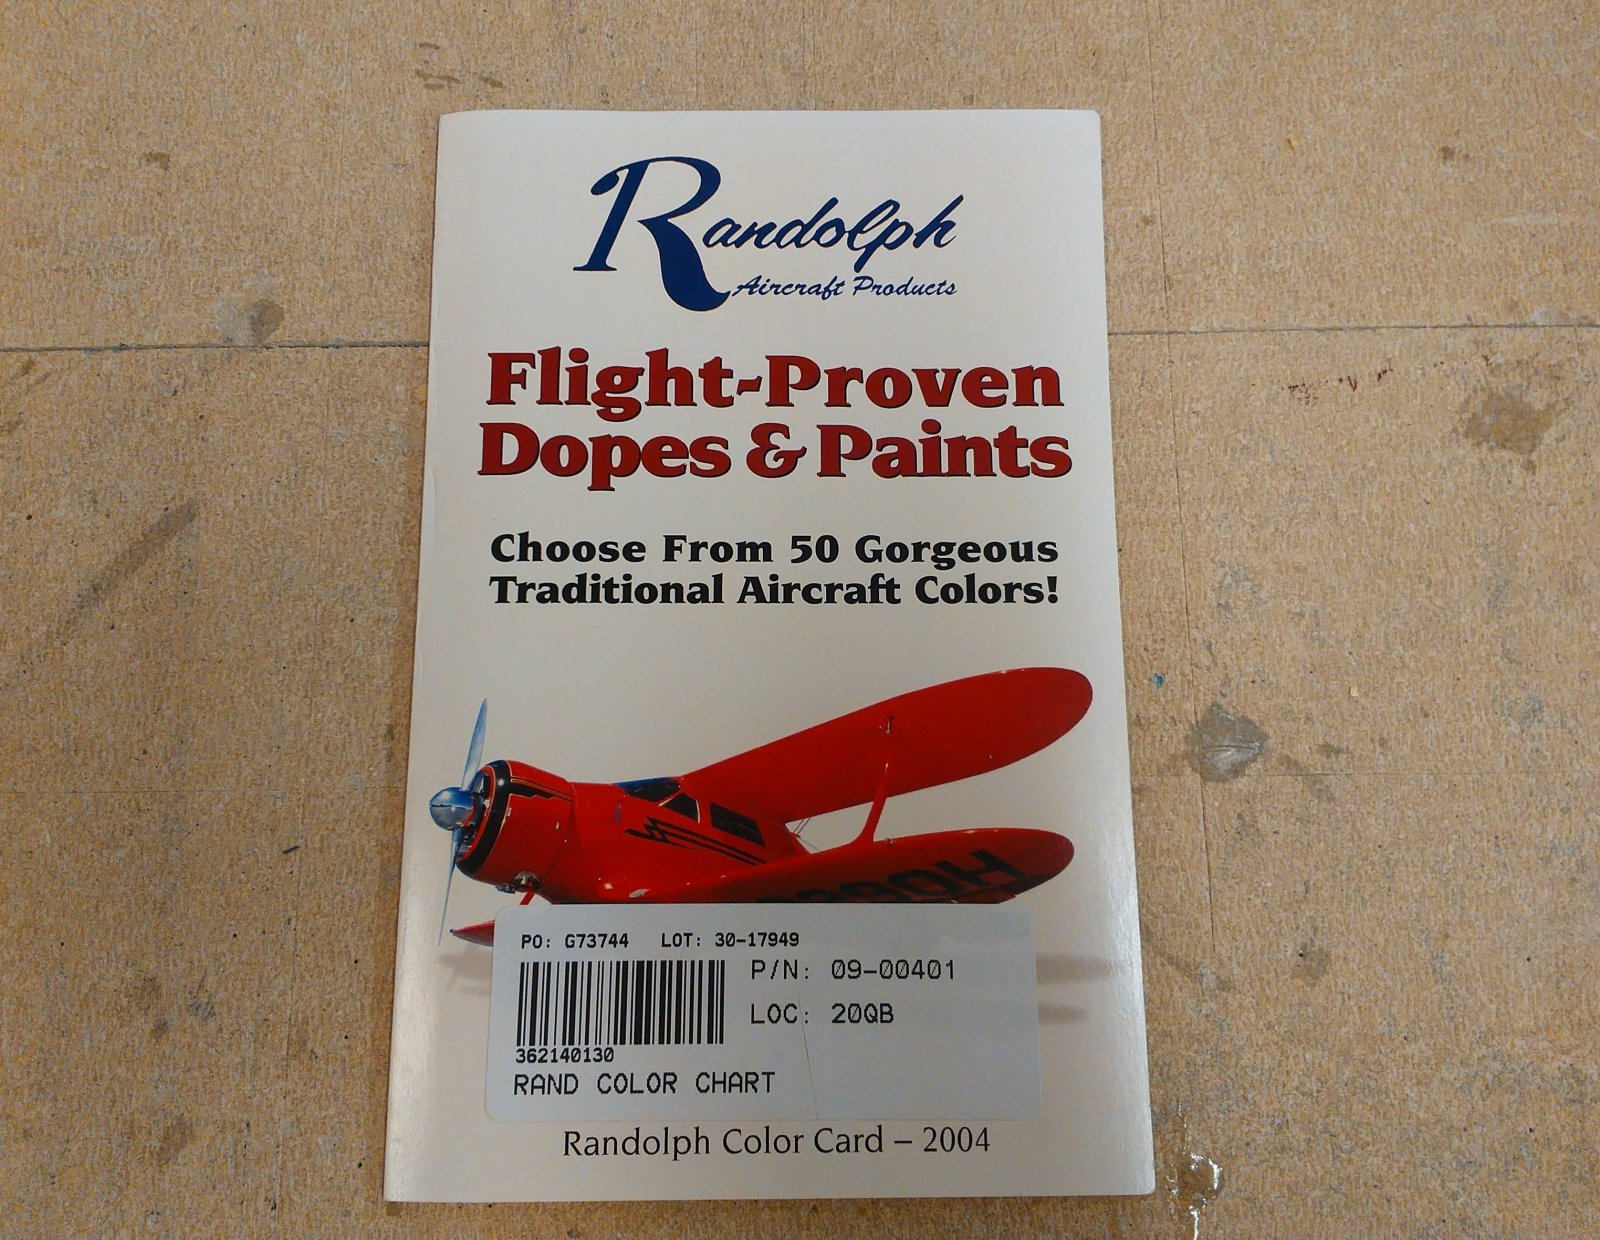 Randolph
Aircraft Products
Flight-Proven
Dopes & Paints
Choose From 50 Gorgeous
Traditional Aircraft Colors!
PO: G73744 LOT: 30-17949
P/N: 09-00401
LOC: 20QB
362140130
RAND COLOR CHART
Randolph Color Card – 2004